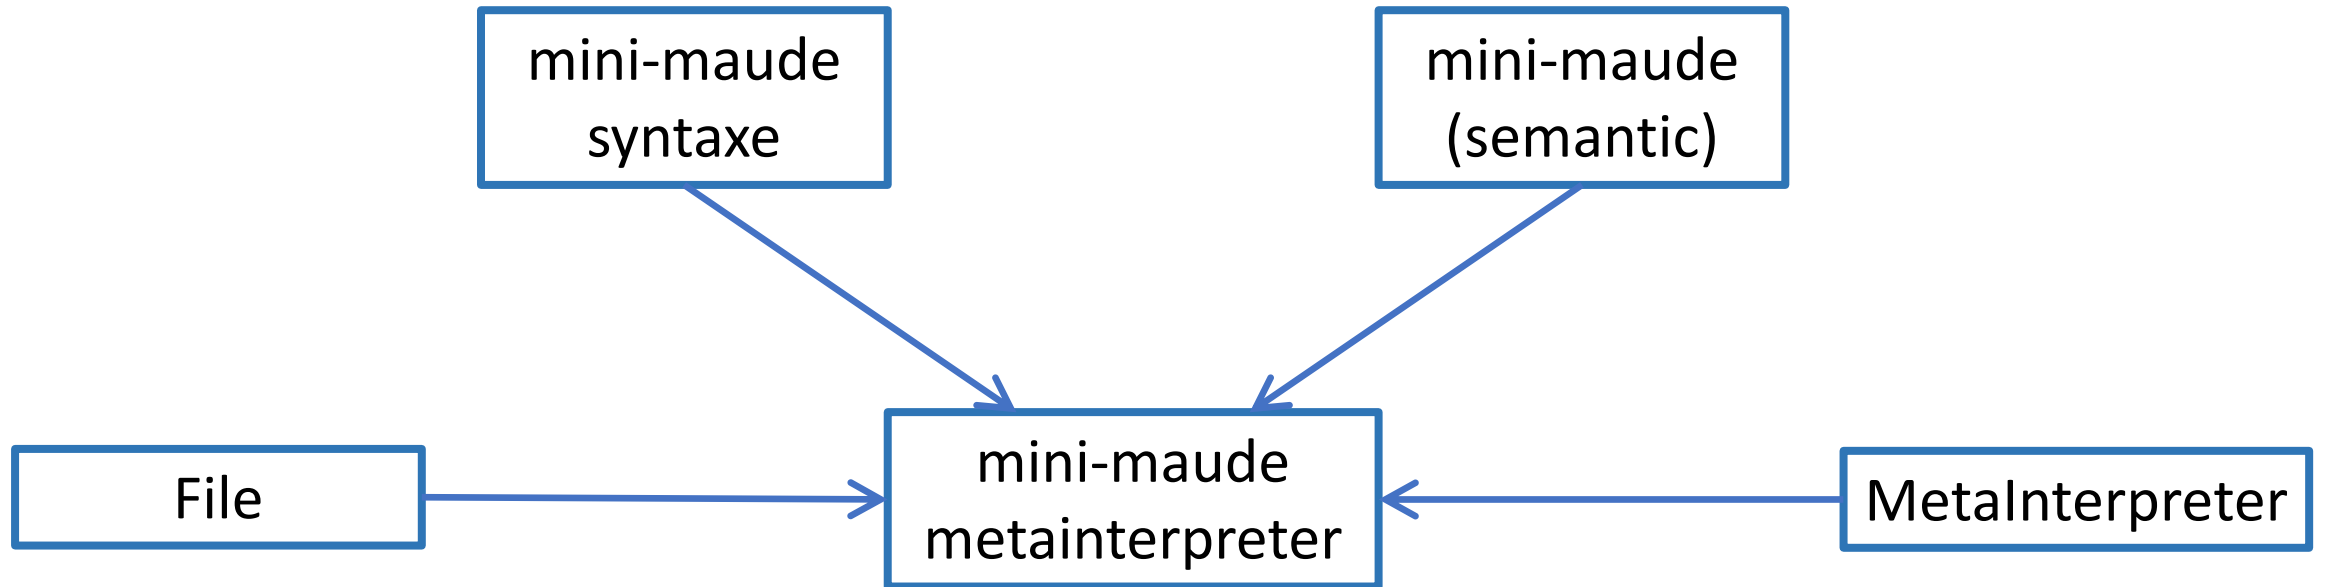 mini-maude
syntaxe
mini-maude
(semantic)
File
mini-maude
metainterpreter
MetaInterpreter